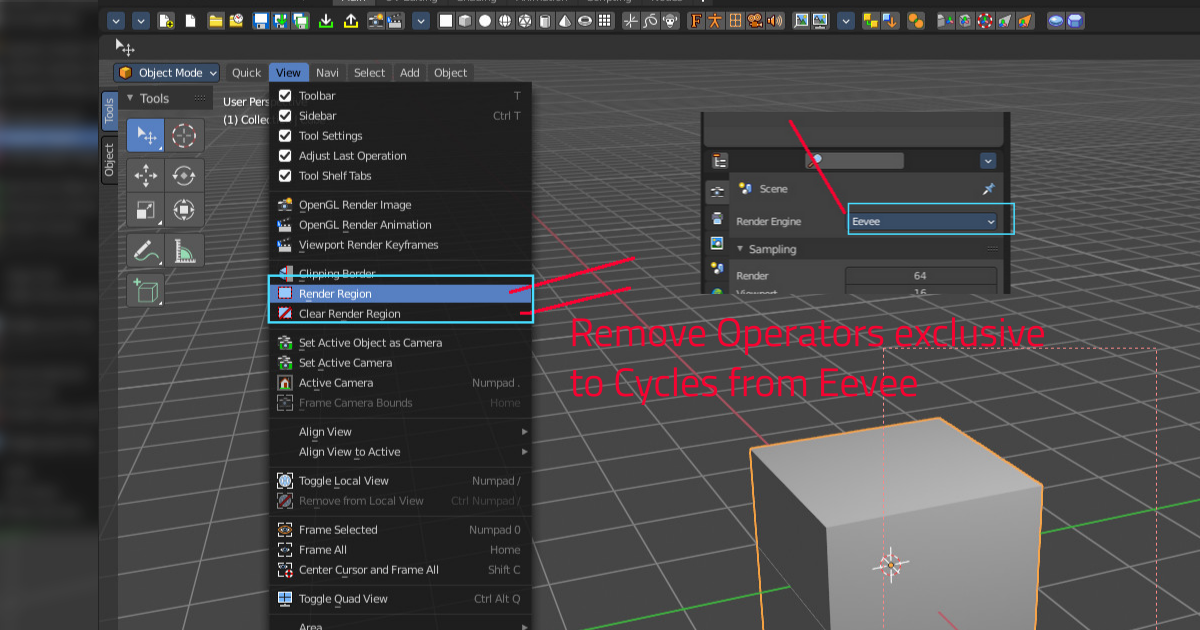 Object Mode
Quick
View
Navi
Select
Add
Object
Tools
Object
Tools
User Pers
(1) Collec
Toolbar T
Sidebar Ctrl T
Tool Settings
Adjust Last Operation
Tool Shelf Tabs
OpenGL Render Image
OpenGL Render Animation
Viewport Render Keyframes
Clipping Border
Render Region
Clear Render Region
Set Active Object as Camera
Set Active Camera
Active Camera Numpad .
Frame Camera Bounds Home
Align View
Align View to Active
Toggle Local View Numpad /
Remove from Local View Ctrl Numpad /
Frame Selected Numpad 0
Frame All Home
Center Cursor and Frame All Shift C
Toggle Quad View Ctrl Alt Q
Area
Scene
Render Engine Eevee
Sampling
Render 64
Viewport 16
Remove Operators exclusive
to Cycles from Eevee